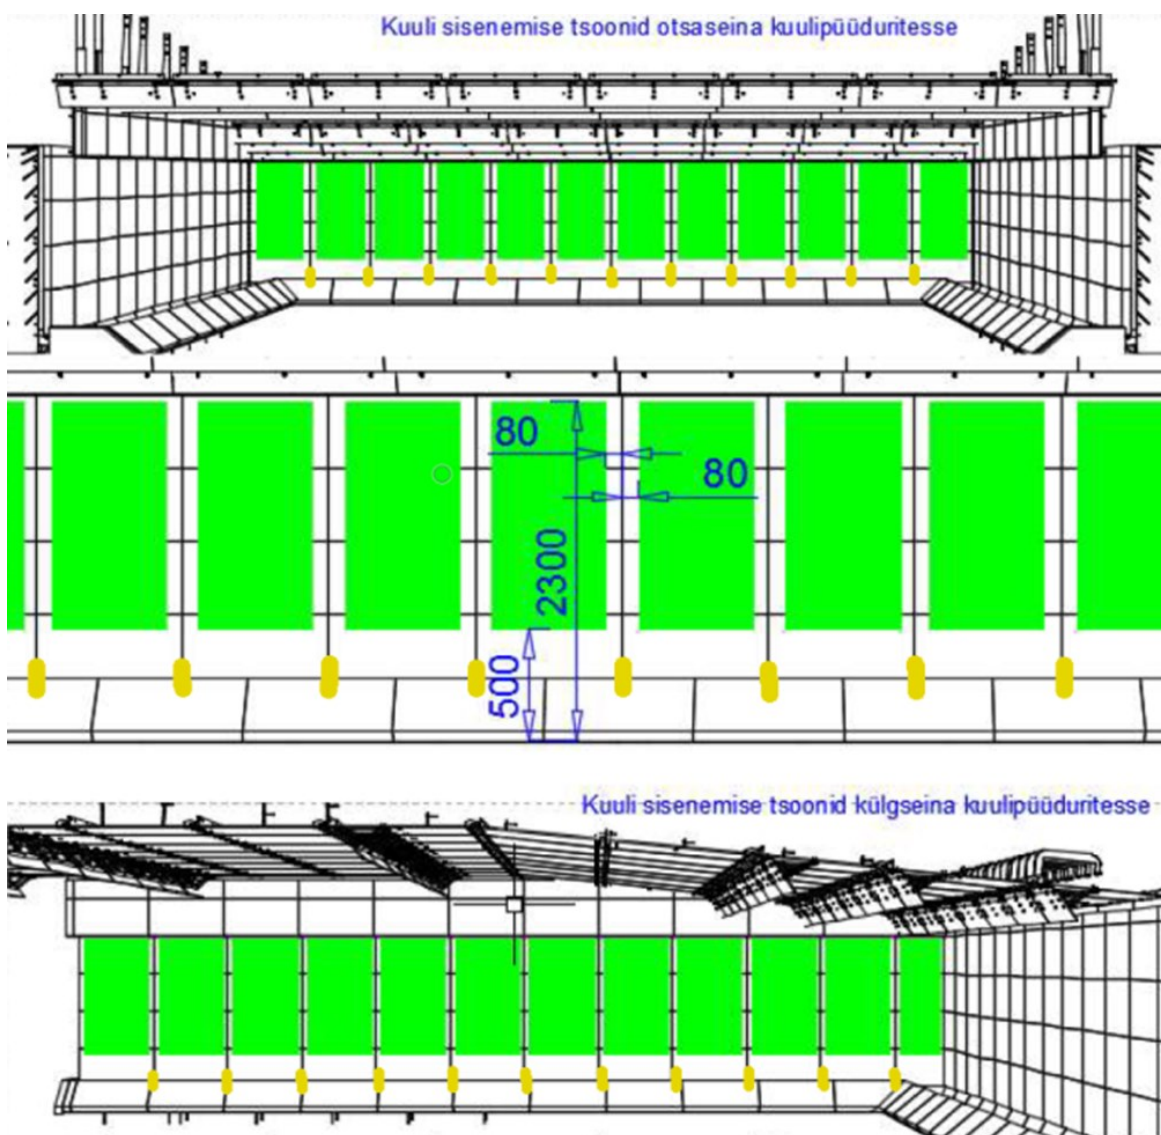 Kuuli sisenemise tsoonid otsaseina kuulipüüduritesse
80
80
2300
500
Kuuli sisenemise tsoonid külgseina kuulipüüduritesse